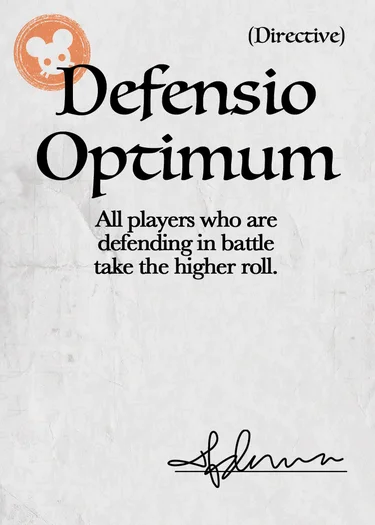 (Directive)
Defensio
Optimum
All players who are
defending in battle
take the higher roll.